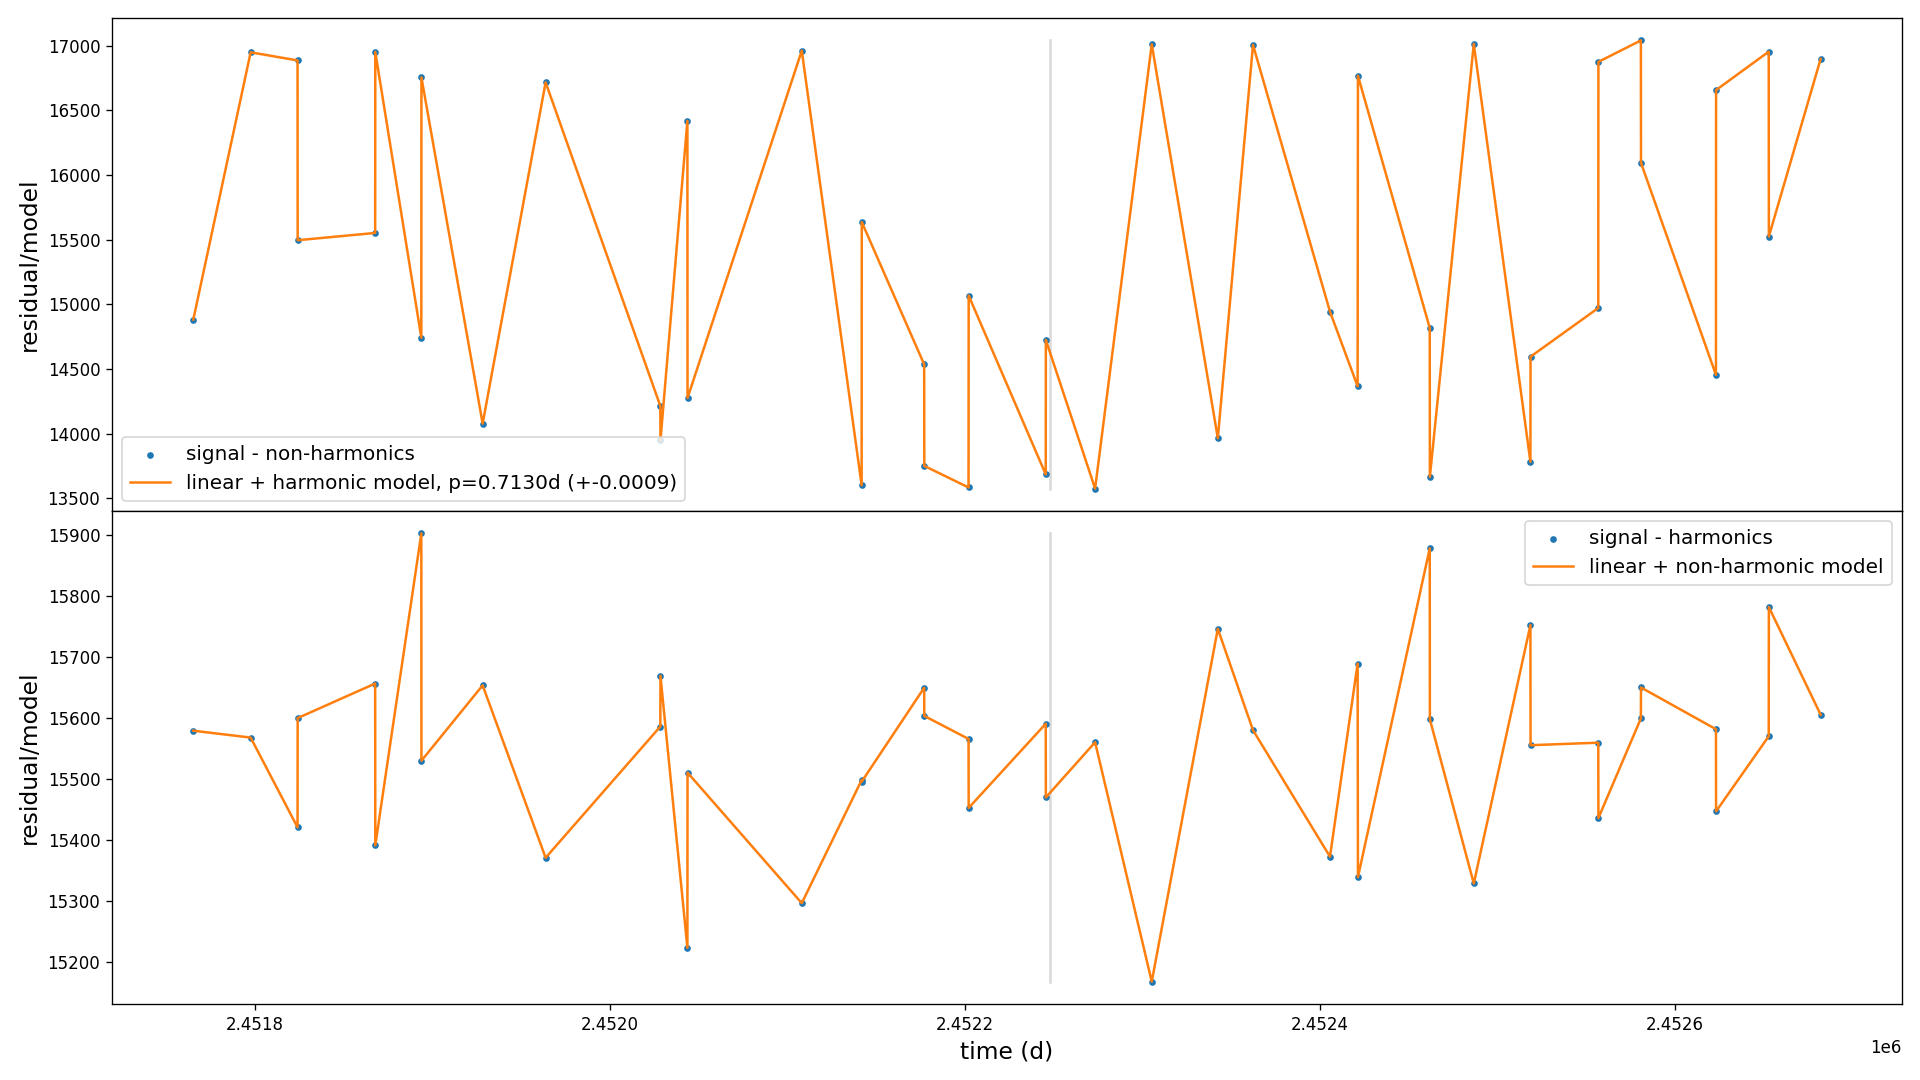 17000
16500
16000
15500
15000
14500
14000
13500
residual/model
signal - non-harmonics
linear + harmonic model, p=0.7130d (+-0.0009)
15900
15800
15700
15600
15500
15400
15300
15200
residual/model
signal - harmonics
linear + non-harmonic model
2.4518 2.4520 2.4522 2.4524 2.4526
time (d)
1e6